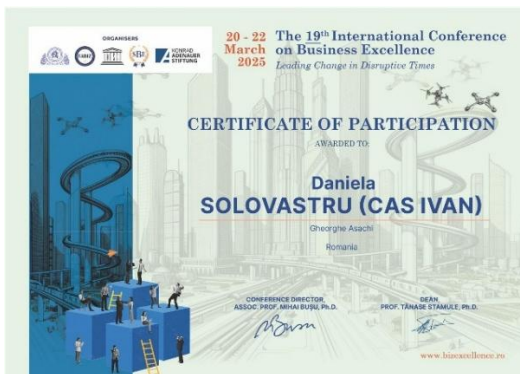 ORGANISERS
KONRAD
ADENAUER
STIFTUNG
20 - 22
March
2025
The 19th International Conference
on Business Excellence
Leading Change in Disruptive Times
CERTIFICATE OF PARTICIPATION
AWARDED TO:
Daniela
SOLOVASTRU (CAS IVAN)
Gheorghe Asachi
Romania
CONFERENCE DIRECTOR,
ASSOC. PROF. MIHAI BUȘU, Ph.D.
DEAN,
PROF. TĂNASE STAMULE, Ph.D.
www.bizexcellence.ro